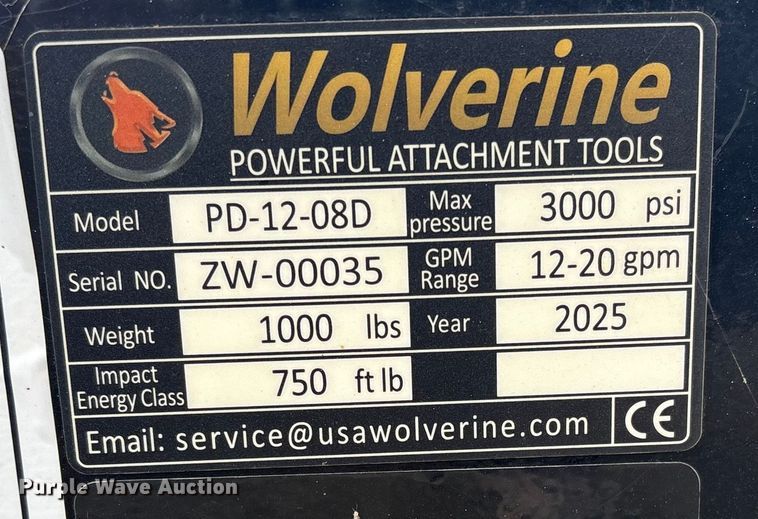 Wolverine
POWERFUL ATTACHMENT TOOLS
Model PD-12-08D Max pressure 3000 psi
Serial NO. ZW-00035 GPM Range 12-20 gpm
Weight 1000 lbs Year 2025
Impact Energy Class 750 ft lb
Email: service@usawolverine.com CE
Purple Wave Auction